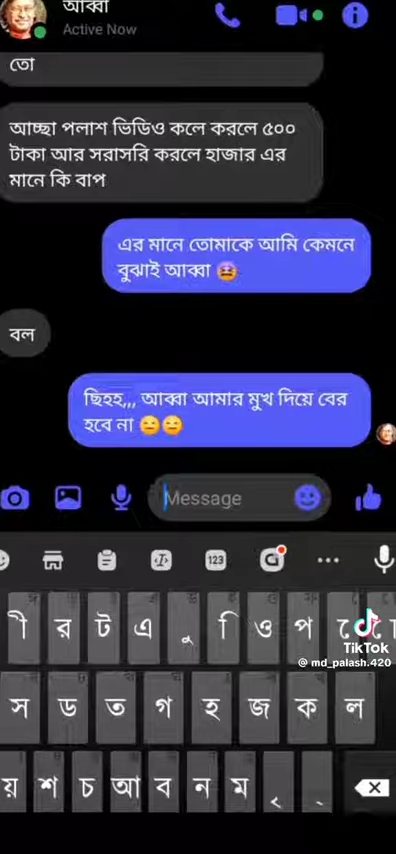 আব্বা
Active Now
তো
আচ্ছা পলাশ ভিডিও কলে করলে ৫০০
টাকা আর সরাসরি করলে হাজার এর
মানে কি বাপ
এর মানে তোমাকে আমি কেমনে
বুঝাই আব্বা 😆
বল
ছিহহ,,, আব্বা আমার মুখ দিয়ে বের
হবে না 😒😒
Message
123
G
ী র ট এ ু ি ও প ে ো
TikTok
@ md_palash.420
স ড ত গ হ জ ক ল
য় শ চ আ ব ন ম ্ ়